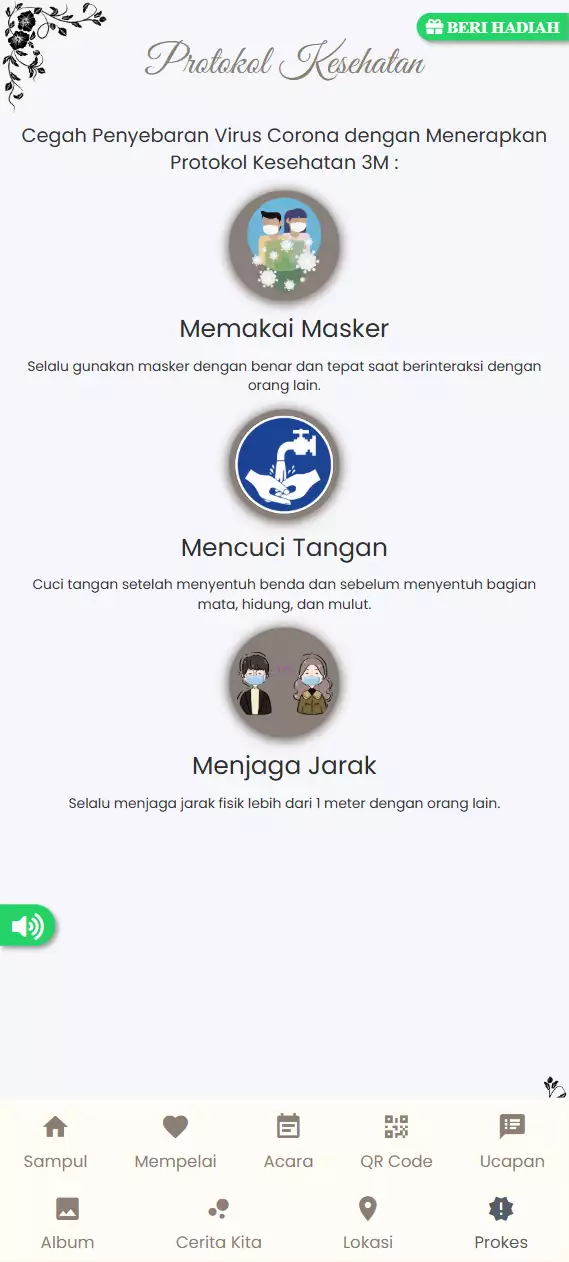 BERI HADIAH
Protokol Kesehatan
Cegah Penyebaran Virus Corona dengan Menerapkan
Protokol Kesehatan 3M :
Memakai Masker
Selalu gunakan masker dengan benar dan tepat saat berinteraksi dengan
orang lain.
Mencuci Tangan
Cuci tangan setelah menyentuh benda dan sebelum menyentuh bagian
mata, hidung, dan mulut.
Menjaga Jarak
Selalu menjaga jarak fisik lebih dari 1 meter dengan orang lain.
Sampul Mempelai Acara QR Code Ucapan
Album Cerita Kita Lokasi Prokes